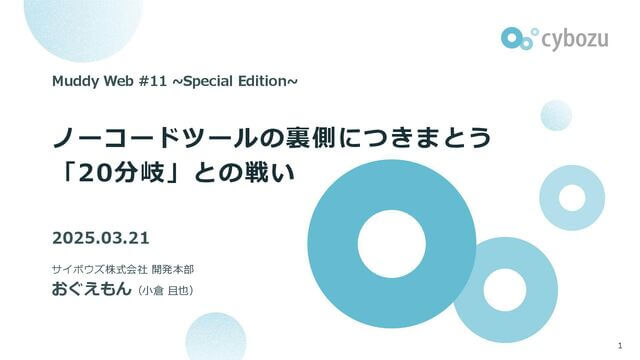 cybozu
Muddy Web #11 ~Special Edition~
ノーコードツールの裏側につきまとう
「20分岐」との戦い
2025.03.21
サイボウズ株式会社 開発本部
おぐえもん（小倉 且也）
1